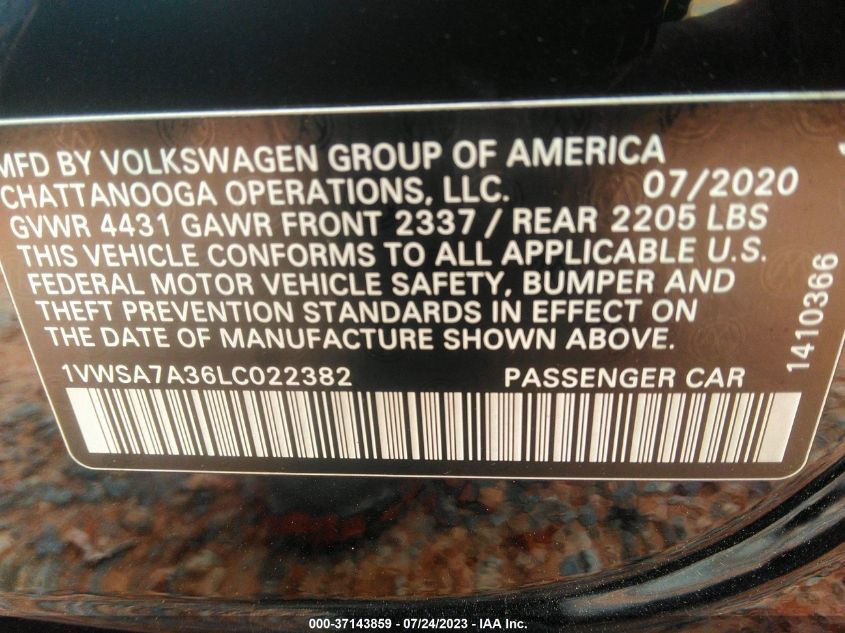 MFD BY VOLKSWAGEN GROUP OF AMERICA
CHATTANOOGA OPERATIONS, LLC. 07/2020
GVWR 4431 GAWR FRONT 2337 / REAR 2205 LBS
THIS VEHICLE CONFORMS TO ALL APPLICABLE U.S.
FEDERAL MOTOR VEHICLE SAFETY, BUMPER AND
THEFT PREVENTION STANDARDS IN EFFECT ON
THE DATE OF MANUFACTURE SHOWN ABOVE.
1VWSA7A36LC022382 PASSENGER CAR
1410366
000-37143859 - 07/24/2023 - IAA Inc.